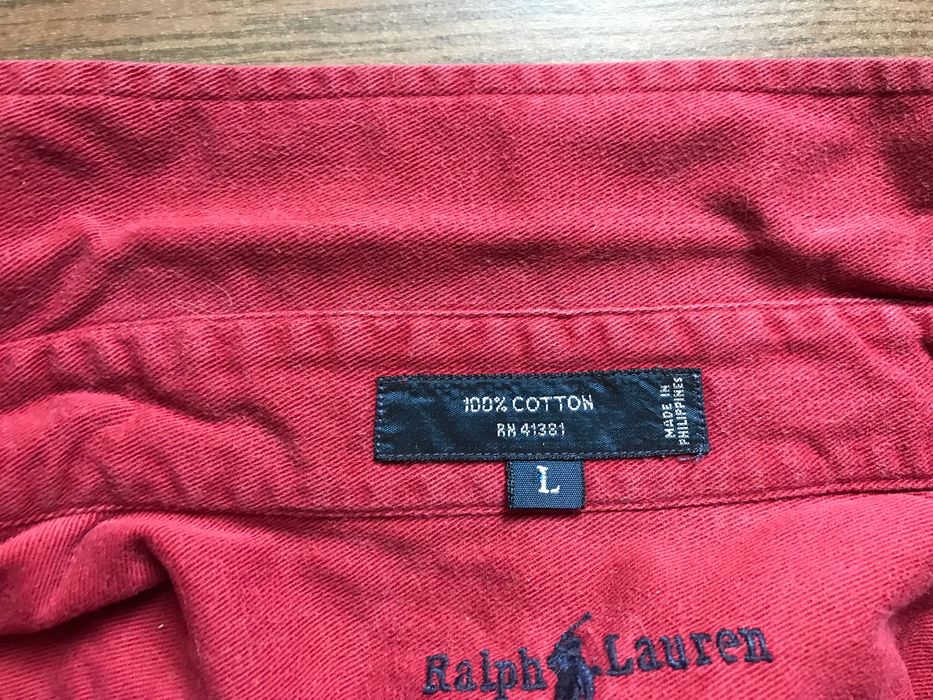 100% COTTON
RN 41381
MADE IN
PHILIPPINES
L
Ralph Lauren